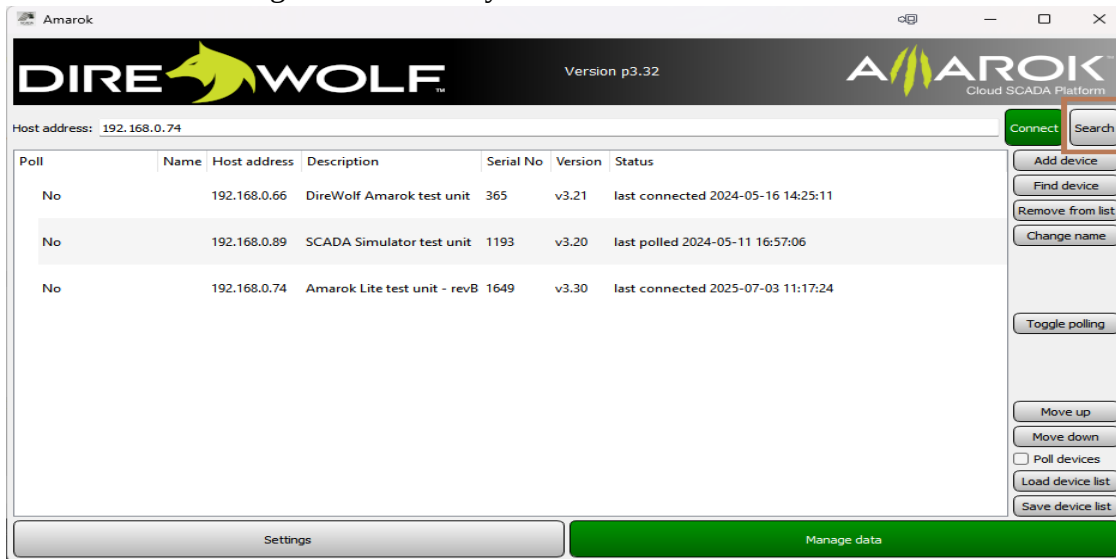 Amarok
DIREWOLF™ Version p3.32 AMAROK™
Cloud SCADA Platform
Host address: 192.168.0.74 Connect Search
Poll Name Host address Description Serial No Version Status
No 192.168.0.66 DireWolf Amarok test unit 365 v3.21 last connected 2024-05-16 14:25:11
No 192.168.0.89 SCADA Simulator test unit 1193 v3.20 last polled 2024-05-11 16:57:06
No 192.168.0.74 Amarok Lite test unit - revB 1649 v3.30 last connected 2025-07-03 11:17:24
Add device
Find device
Remove from list
Change name
Toggle polling
Move up
Move down
Poll devices
Load device list
Save device list
Settings Manage data